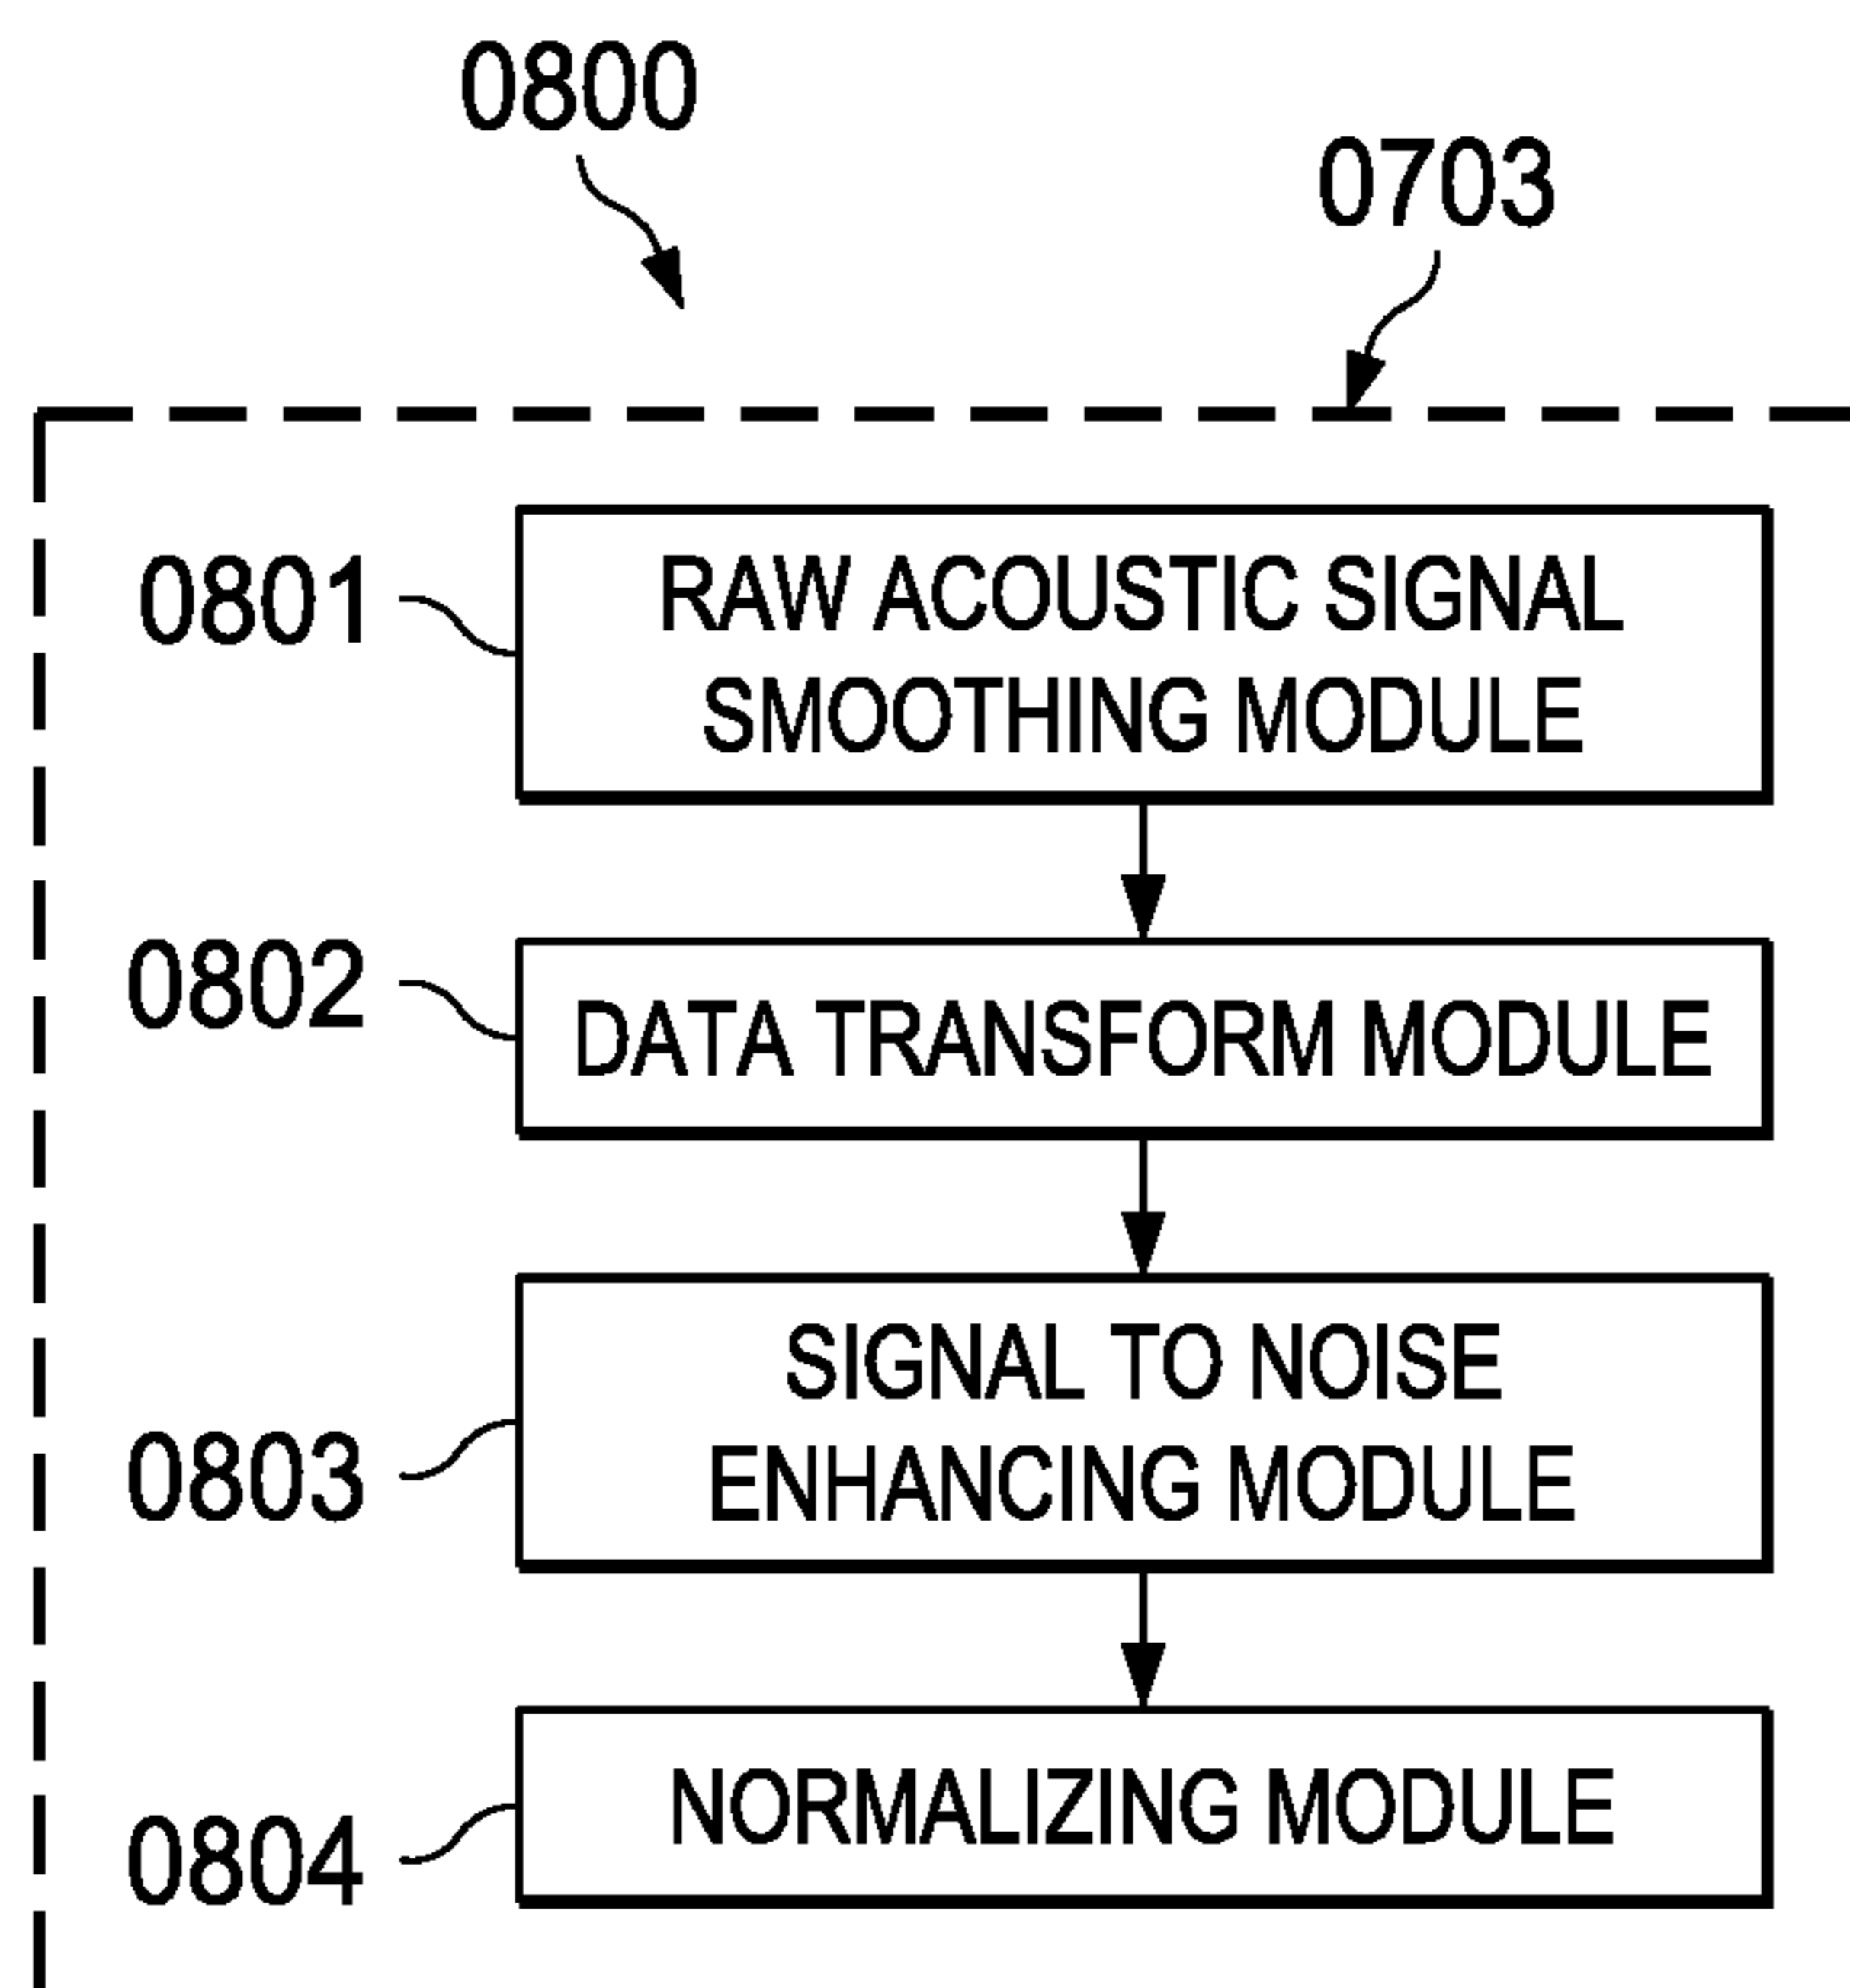 0800
0703
0801
RAW ACOUSTIC SIGNAL
SMOOTHING MODULE
0802
DATA TRANSFORM MODULE
SIGNAL TO NOISE
0803
ENHANCING MODULE
0804
NORMALIZING MODULE